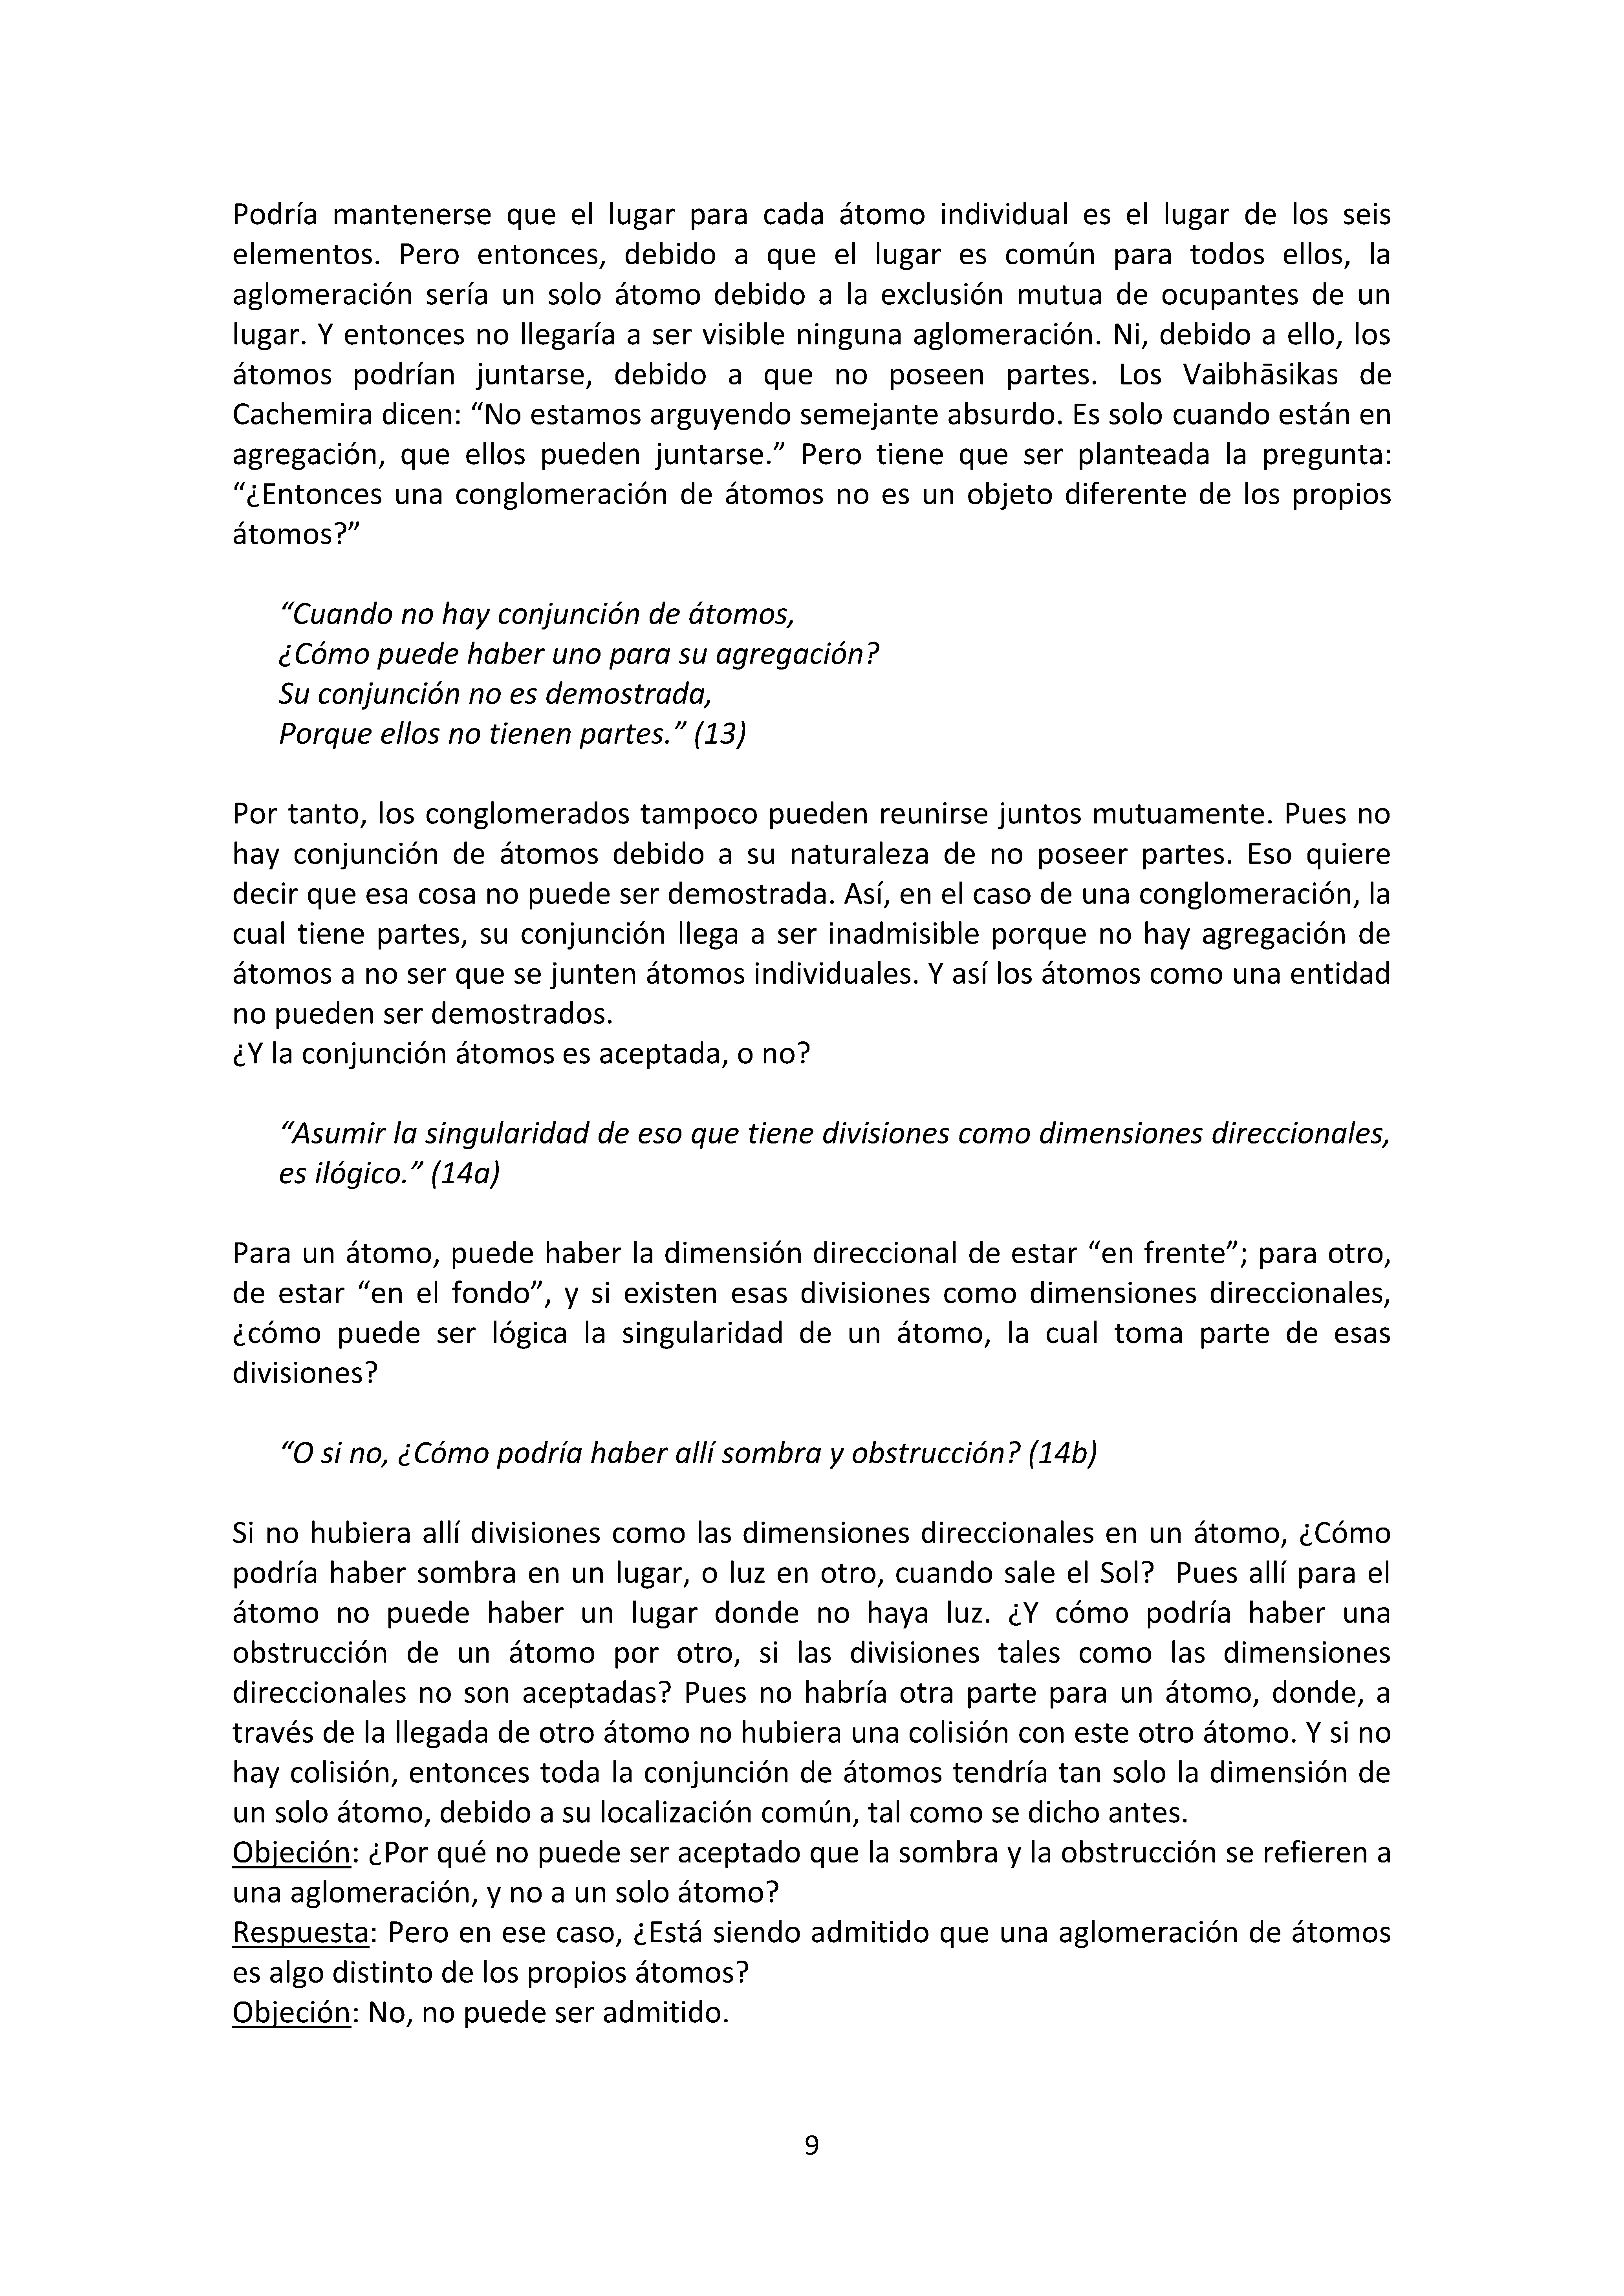 Podría mantenerse que el lugar para cada átomo individual es el lugar de los seis
elementos. Pero entonces, debido a que el lugar es común para todos ellos, la
aglomeración sería un solo átomo debido a la exclusión mutua de ocupantes de un
lugar. Y entonces no llegaría a ser visible ninguna aglomeración. Ni, debido a ello, los
átomos podrían juntarse, debido a que no poseen partes. Los Vaibhāsikas de
Cachemira dicen: “No estamos arguyendo semejante absurdo. Es solo cuando están en
agregación, que ellos pueden juntarse.” Pero tiene que ser planteada la pregunta:
“¿Entonces una conglomeración de átomos no es un objeto diferente de los propios
átomos?”
“Cuando no hay conjunción de átomos,
¿Cómo puede haber uno para su agregación?
Su conjunción no es demostrada,
Porque ellos no tienen partes.” (13)
Por tanto, los conglomerados tampoco pueden reunirse juntos mutuamente. Pues no
hay conjunción de átomos debido a su naturaleza de no poseer partes. Eso quiere
decir que esa cosa no puede ser demostrada. Así, en el caso de una conglomeración, la
cual tiene partes, su conjunción llega a ser inadmisible porque no hay agregación de
átomos a no ser que se junten átomos individuales. Y así los átomos como una entidad
no pueden ser demostrados.
¿Y la conjunción átomos es aceptada, o no?
“Asumir la singularidad de eso que tiene divisiones como dimensiones direccionales,
es ilógico.” (14a)
Para un átomo, puede haber la dimensión direccional de estar “en frente”; para otro,
de estar “en el fondo”, y si existen esas divisiones como dimensiones direccionales,
¿cómo puede ser lógica la singularidad de un átomo, la cual toma parte de esas
divisiones?
“O si no, ¿Cómo podría haber allí sombra y obstrucción? (14b)
Si no hubiera allí divisiones como las dimensiones direccionales en un átomo, ¿Cómo
podría haber sombra en un lugar, o luz en otro, cuando sale el Sol?  Pues allí para el
átomo no puede haber un lugar donde no haya luz. ¿Y cómo podría haber una
obstrucción de un átomo por otro, si las divisiones tales como las dimensiones
direccionales no son aceptadas? Pues no habría otra parte para un átomo, donde, a
través de la llegada de otro átomo no hubiera una colisión con este otro átomo. Y si no
hay colisión, entonces toda la conjunción de átomos tendría tan solo la dimensión de
un solo átomo, debido a su localización común, tal como se dicho antes.
Objeción: ¿Por qué no puede ser aceptado que la sombra y la obstrucción se refieren a
una aglomeración, y no a un solo átomo?
Respuesta: Pero en ese caso, ¿Está siendo admitido que una aglomeración de átomos
es algo distinto de los propios átomos?
Objeción: No, no puede ser admitido.
9